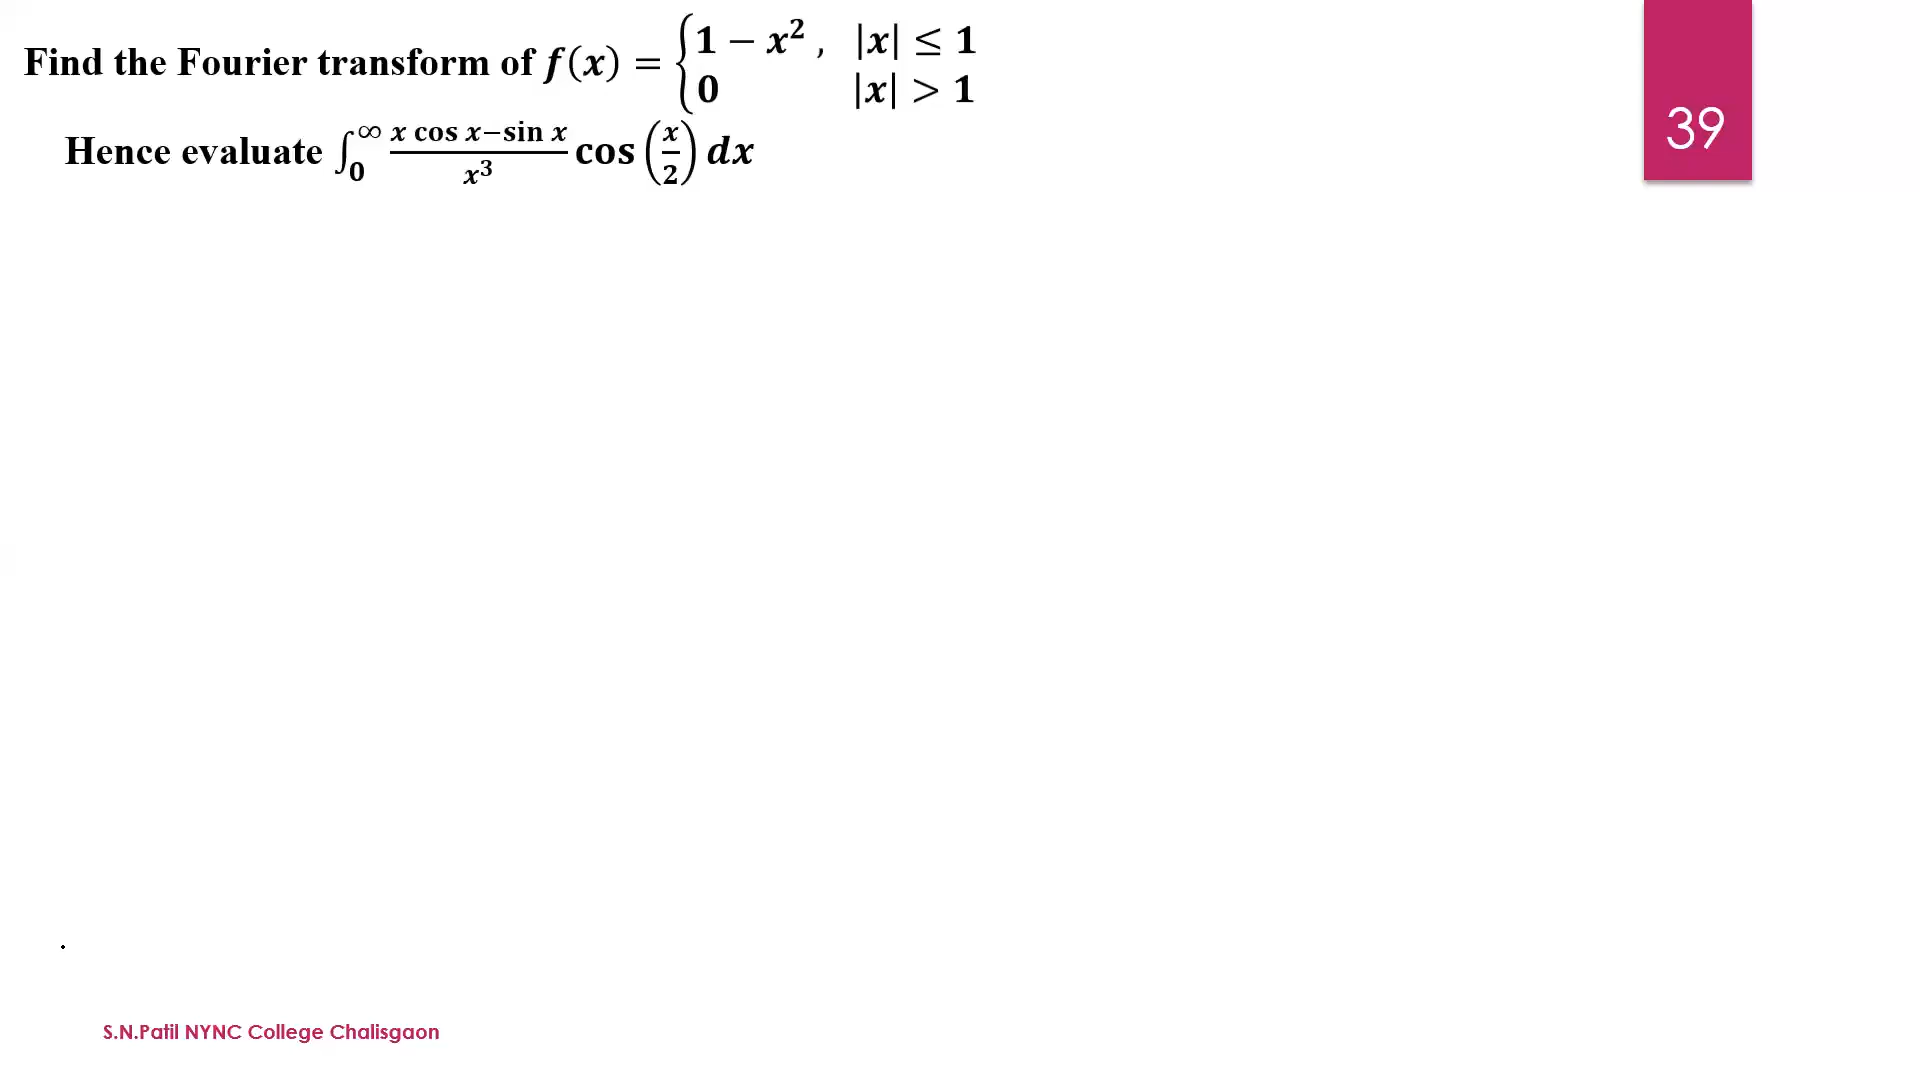 Find the Fourier transform of f(x) = {1 − x² , |x| ≤ 1
0 |x| > 1
Hence evaluate ∫₀^∞ (x cos x−sin x)/x³ cos(x/2) dx
39
.
S.N.Patil NYNC College Chalisgaon